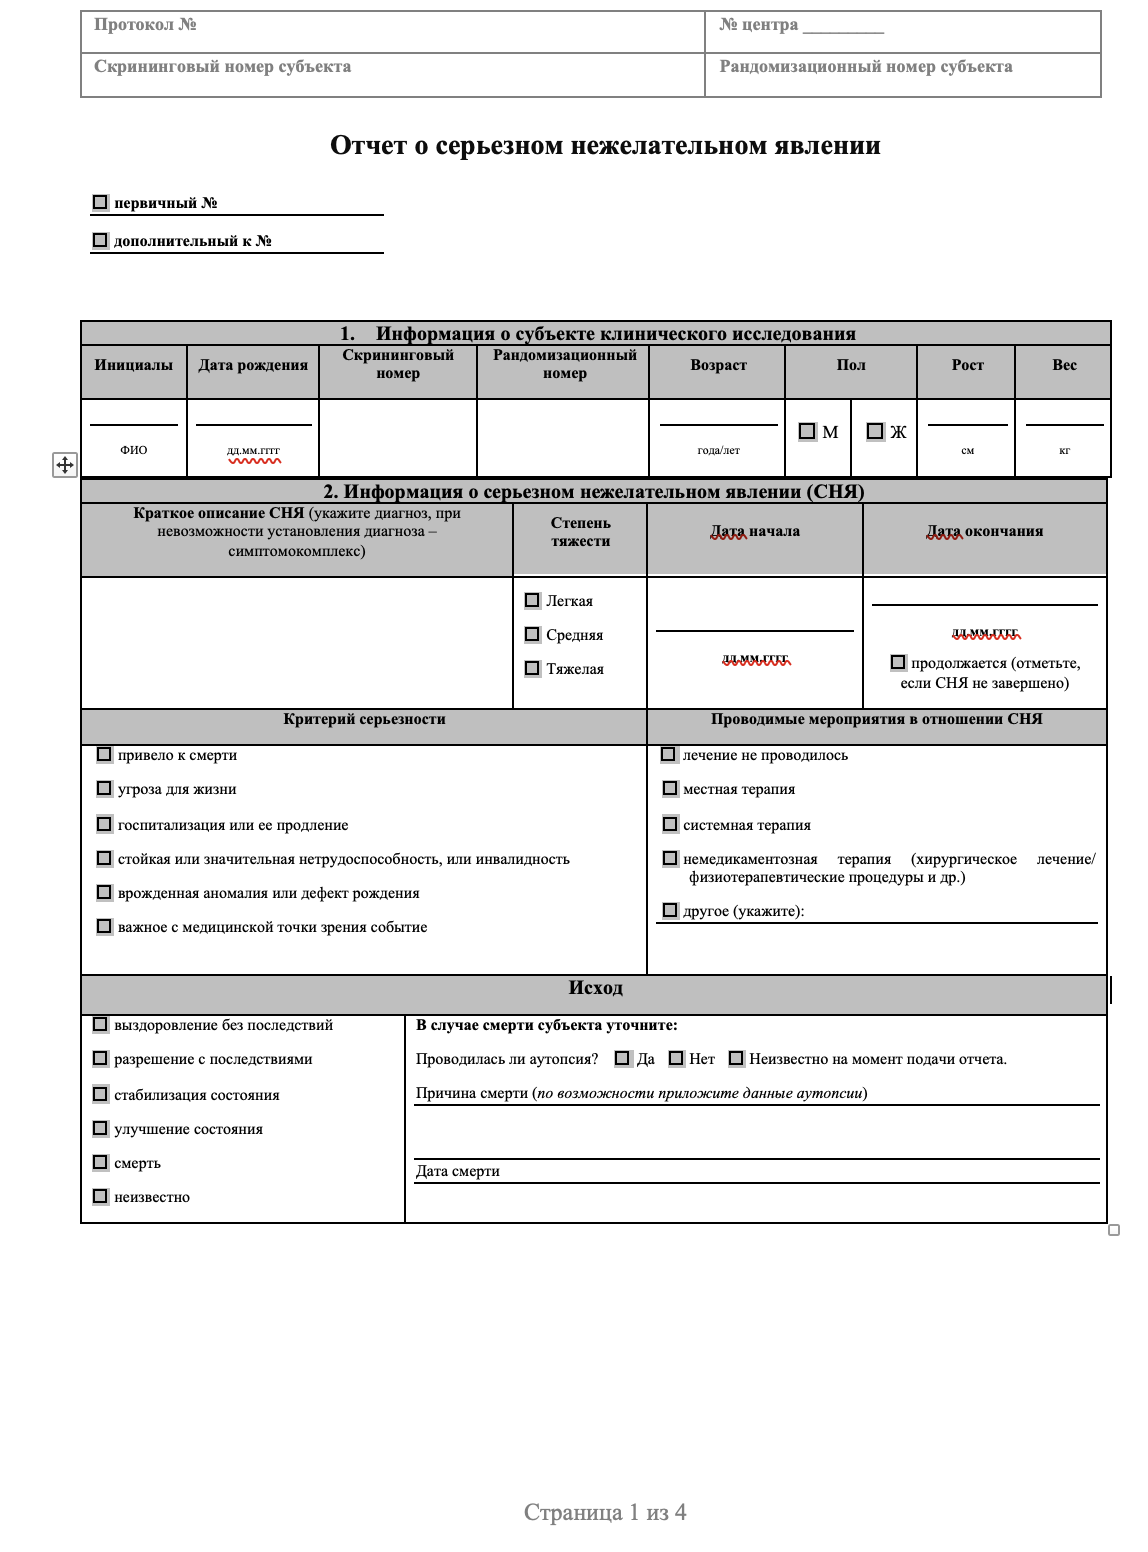 Протокол №
№ центра _________
Скрининговый номер субъекта
Рандомизационный номер субъекта
Отчет о серьезном нежелательном явлении
первичный №
дополнительный к №
1. Информация о субъекте клинического исследования
Инициалы
Дата рождения
Скрининговый
номер
Рандомизационный
номер
Возраст
Пол
Рост
Вес
ФИО
дд.мм.гггг
года/лет
М
Ж
см
кг
2. Информация о серьезном нежелательном явлении (СНЯ)
Краткое описание СНЯ (укажите диагноз, при
невозможности установления диагноза –
симптомокомплекс)
Степень
тяжести
Дата начала
Дата окончания
Легкая
Средняя
Тяжелая
дд.мм.гггг
дд.мм.гггг
продолжается (отметьте,
если СНЯ не завершено)
Критерий серьезности
Проводимые мероприятия в отношении СНЯ
привело к смерти
угроза для жизни
госпитализация или ее продление
стойкая или значительная нетрудоспособность, или инвалидность
врожденная аномалия или дефект рождения
важное с медицинской точки зрения событие
лечение не проводилось
местная терапия
системная терапия
немедикаментозная терапия (хирургическое лечение/
физиотерапевтические процедуры и др.)
другое (укажите):
Исход
выздоровление без последствий
разрешение с последствиями
стабилизация состояния
улучшение состояния
смерть
неизвестно
В случае смерти субъекта уточните:
Проводилась ли аутопсия? Да Нет Неизвестно на момент подачи отчета.
Причина смерти (по возможности приложите данные аутопсии)
Дата смерти
Страница 1 из 4